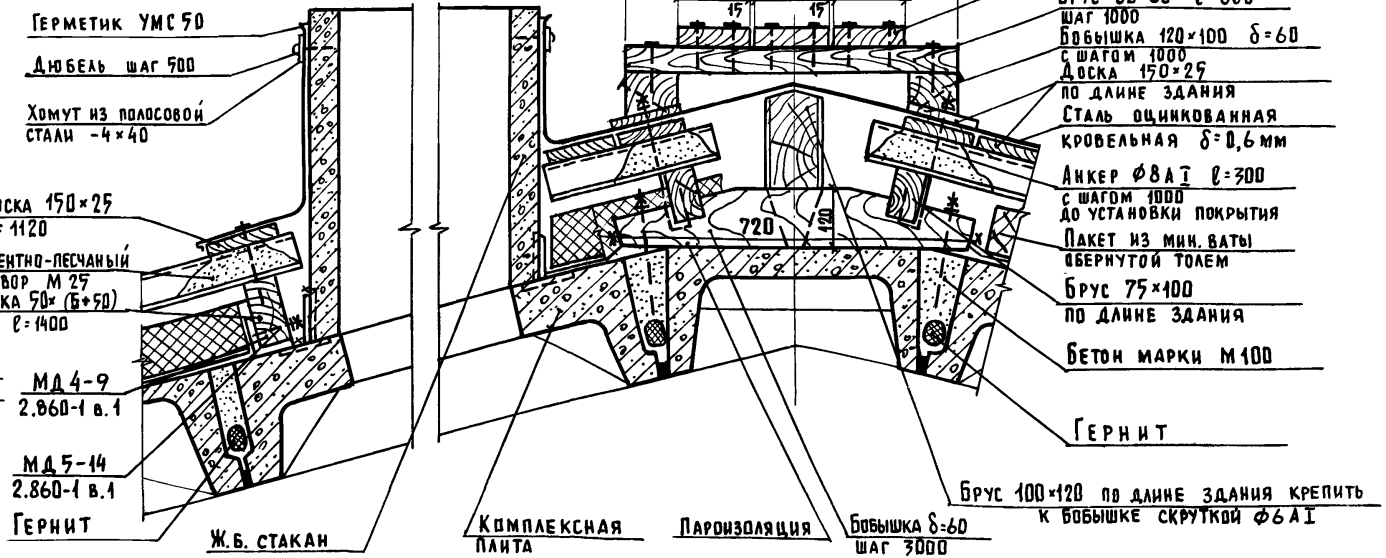 Герметик УМС 50
Дюбель шаг 500
Хомут из полосовой
стали -4×40
150×25
1120
М 25
50× (Б+50)
ℓ=1400
МД 4-9
2.860-1 в.1
МД 5-14
2.860-1 в.1
Гернит
Ж.Б. стакан
Комплексная
плита
Пароизоляция
Бобышка δ=60
шаг 3000
15
15
720
120
шаг 1000
Бобышка 120×100 δ=60
с шагом 1000
Доска 150×25
по длине здания
Сталь оцинкованная
кровельная δ=0,6 мм
Анкер Ф8АI ℓ=300
с шагом 1000
до установки покрытия
Пакет из мин. ваты
обернутой толем
Брус 75×100
по длине здания
Бетон марки М100
Гернит
Брус 100×120 по длине здания крепить
к бобышке скруткой Ф6АI